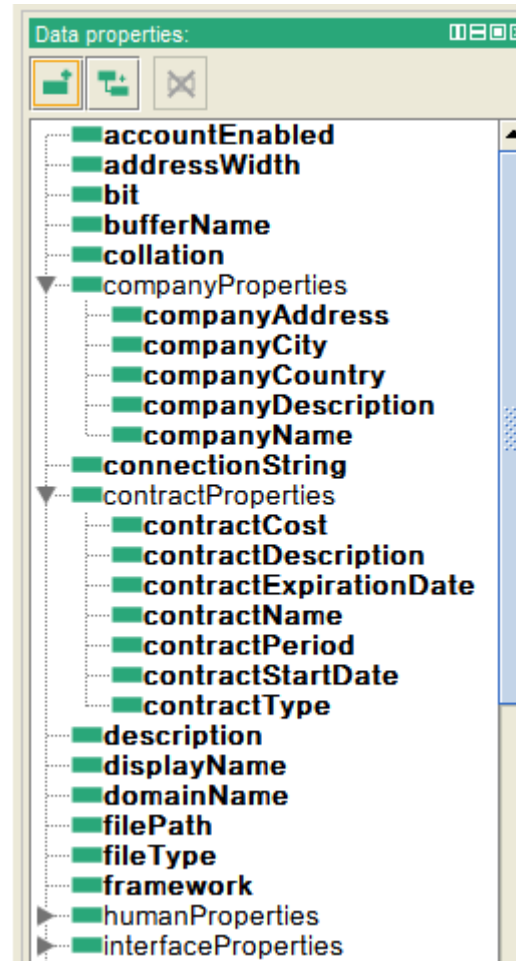 Data properties:
accountEnabled
addressWidth
bit
bufferName
collation
companyProperties
companyAddress
companyCity
companyCountry
companyDescription
companyName
connectionString
contractProperties
contractCost
contractDescription
contractExpirationDate
contractName
contractPeriod
contractStartDate
contractType
description
displayName
domainName
filePath
fileType
framework
humanProperties
interfaceProperties